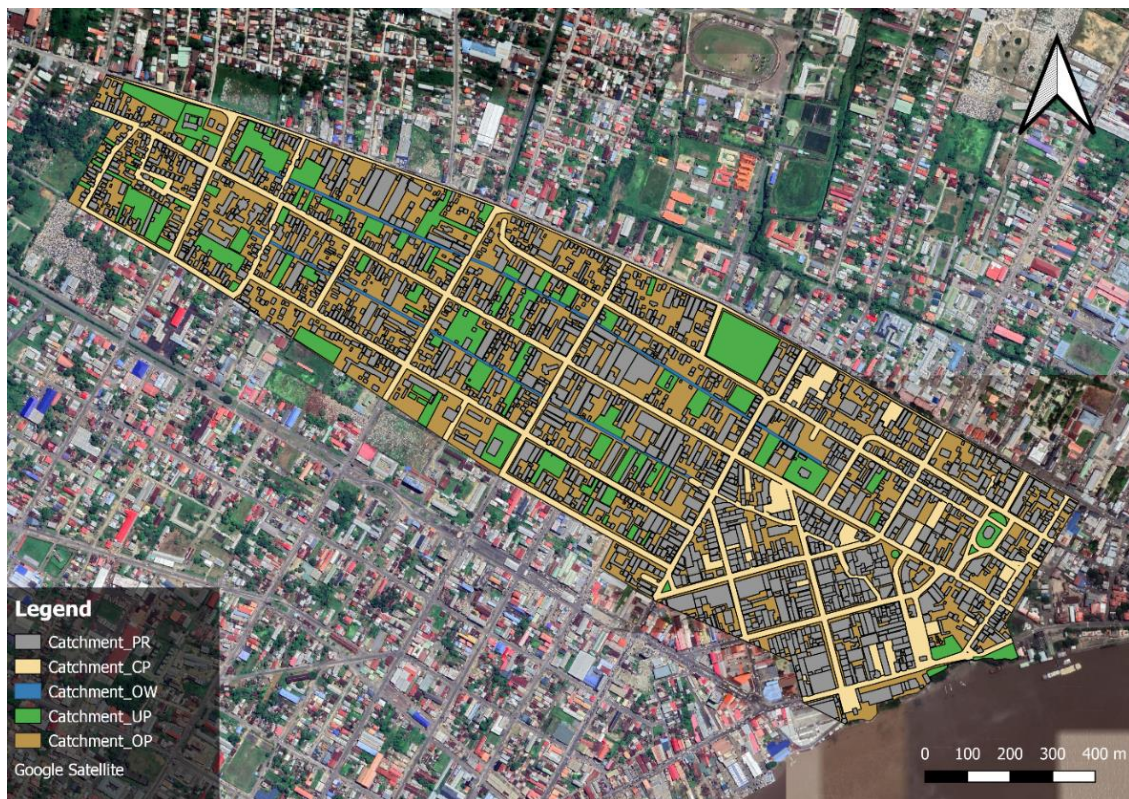 Legend
Catchment_PR
Catchment_CP
Catchment_OW
Catchment_UP
Catchment_OP
Google Satellite
0 100 200 300 400 m